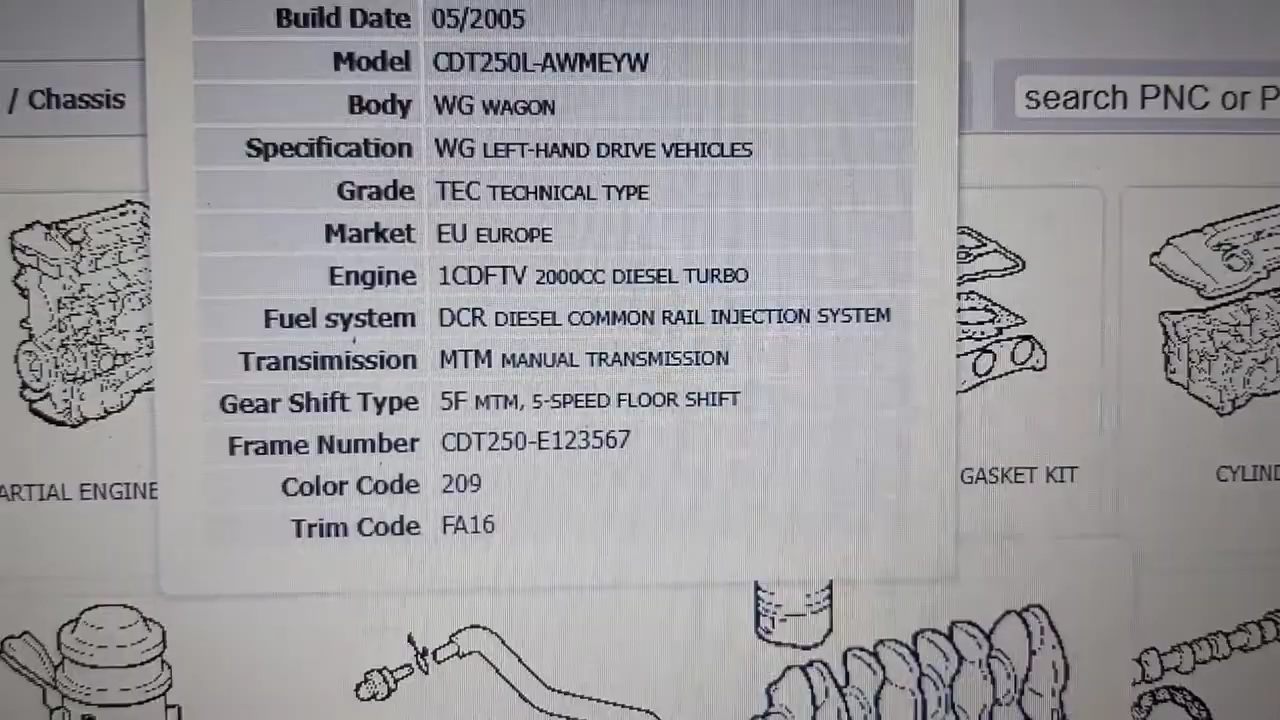 Build Date 05/2005
Model CDT250L-AWMEYW
/ Chassis
search PNC or P
Body WG WAGON
Specification WG LEFT-HAND DRIVE VEHICLES
Grade TEC TECHNICAL TYPE
Market EU EUROPE
Engine 1CDFTV 2000CC DIESEL TURBO
Fuel system DCR DIESEL COMMON RAIL INJECTION SYSTEM
Transimission MTM MANUAL TRANSMISSION
Gear Shift Type 5F MTM, 5-SPEED FLOOR SHIFT
Frame Number CDT250-E123567
Color Code 209
Trim Code FA16
ARTIAL ENGINE
GASKET KIT
CYLIND